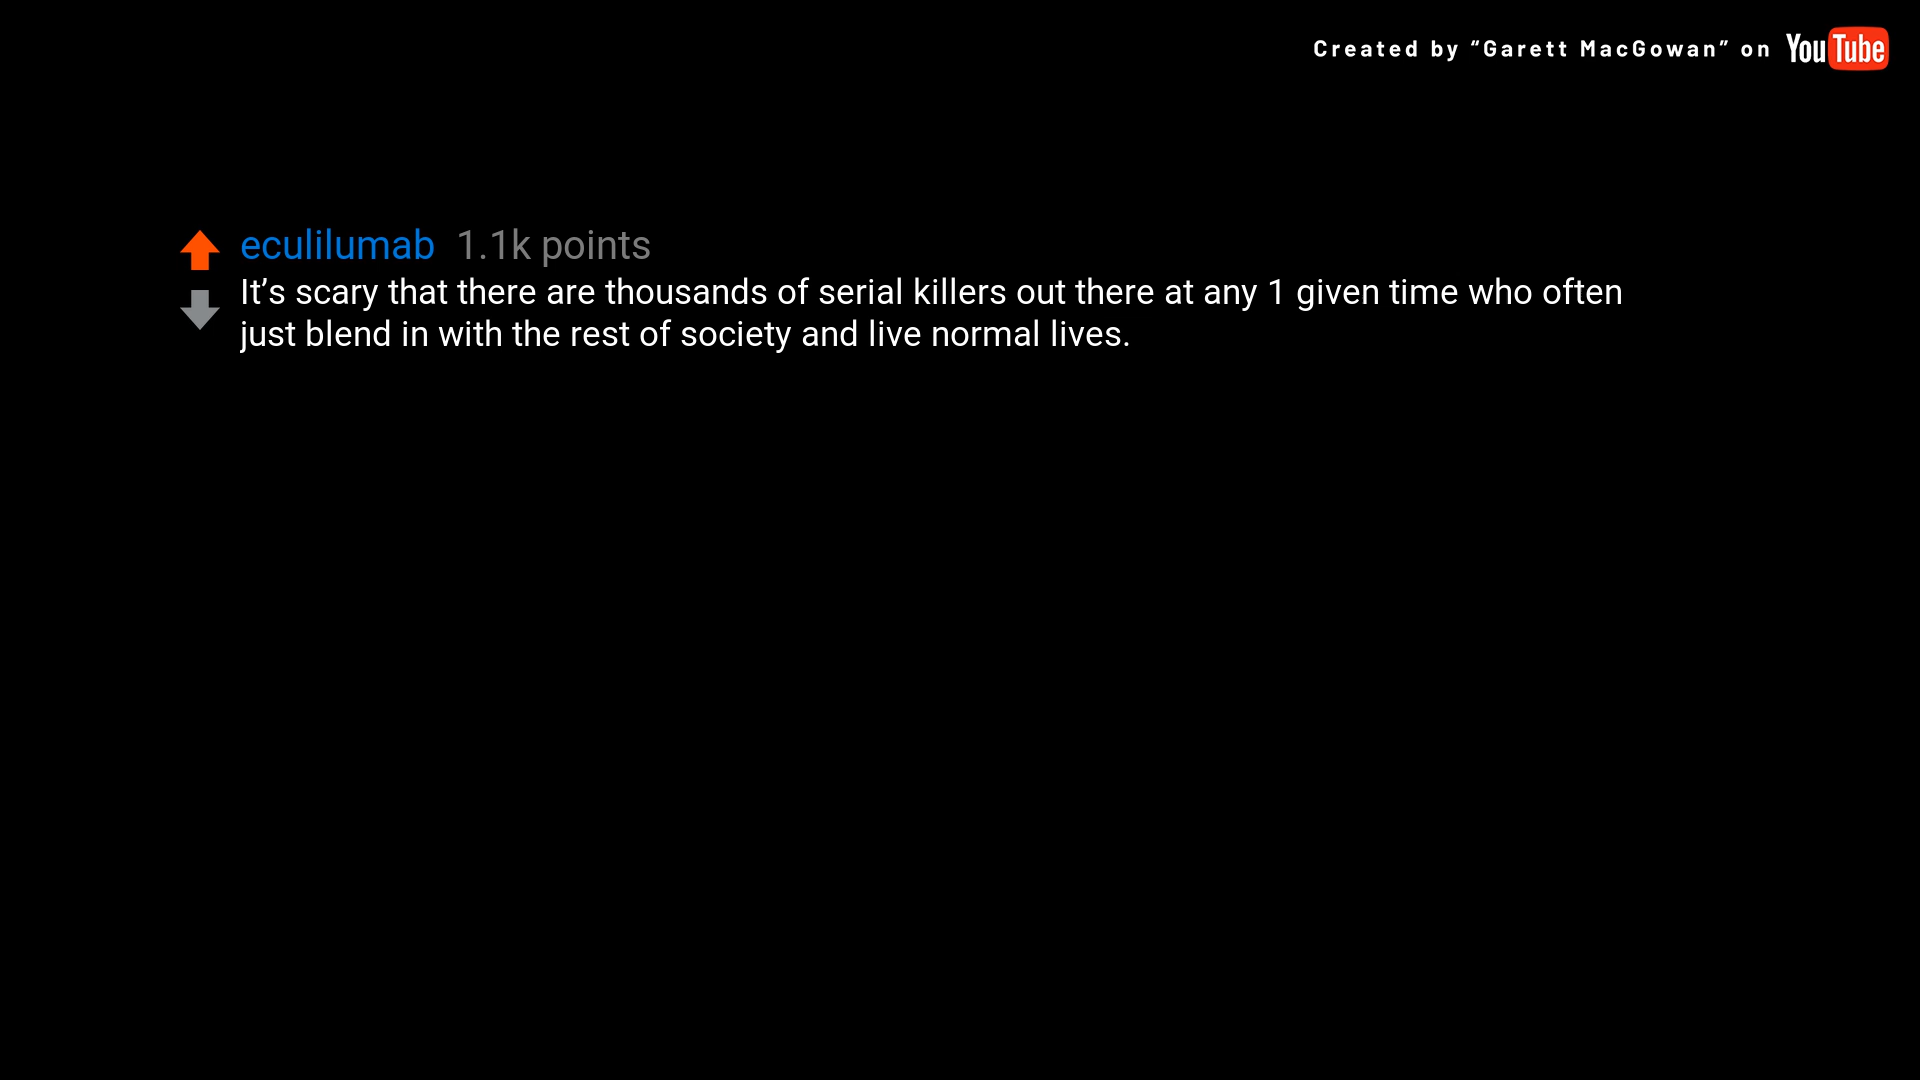 Created by “Garett MacGowan” on YouTube
eculilumab 1.1k points
It’s scary that there are thousands of serial killers out there at any 1 given time who often
just blend in with the rest of society and live normal lives.